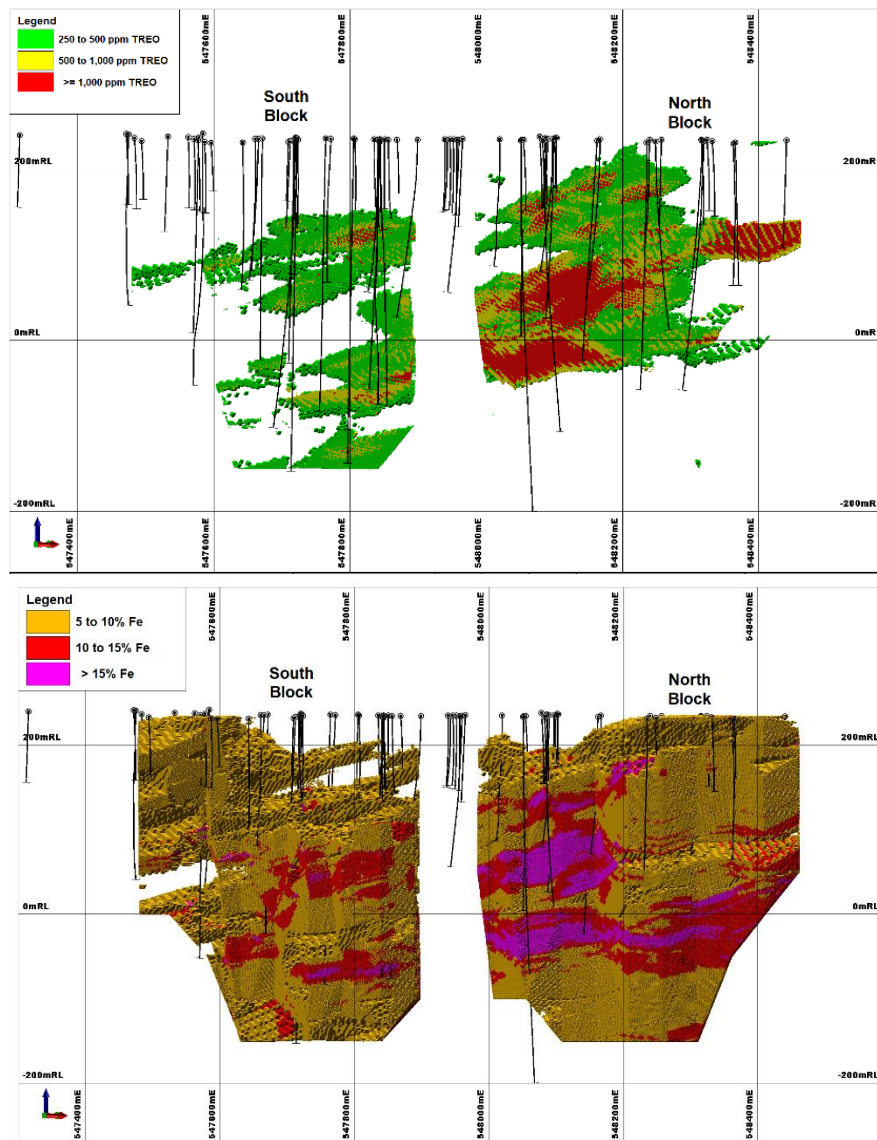 Legend
250 to 500 ppm TREO
500 to 1,000 ppm TREO
>= 1,000 ppm TREO
547600mE
547800mE
548000mE
548200mE
548400mE
South
Block
North
Block
200mRL
200mR
0mRL
0mR
-200mRL
-200mR
547400mE
547600mE
547800mE
548000mE
548200mE
548400mE
Legend
5 to 10% Fe
10 to 15% Fe
> 15% Fe
547600mE
547800mE
548000mE
548200mE
548400mE
South
Block
North
Block
200mRL
200mRL
0mRL
0mRL
-200mRL
-200mRL
547400mE
547600mE
547800mE
548000mE
548200mE
548400mE